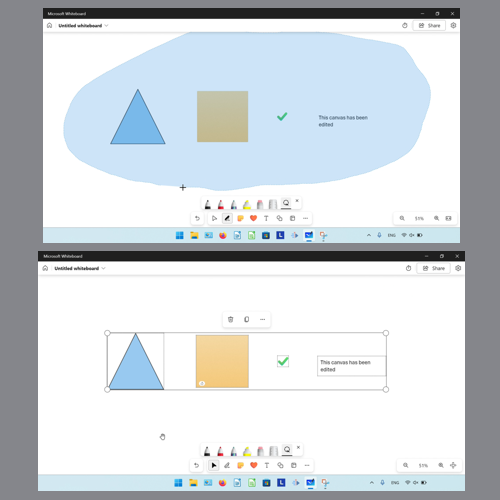 Microsoft Whiteboard
Untitled whiteboard
Share
This canvas has been
edited
51%
ENG
Microsoft Whiteboard
Untitled whiteboard
Share
This canvas has been
edited
51%
ENG